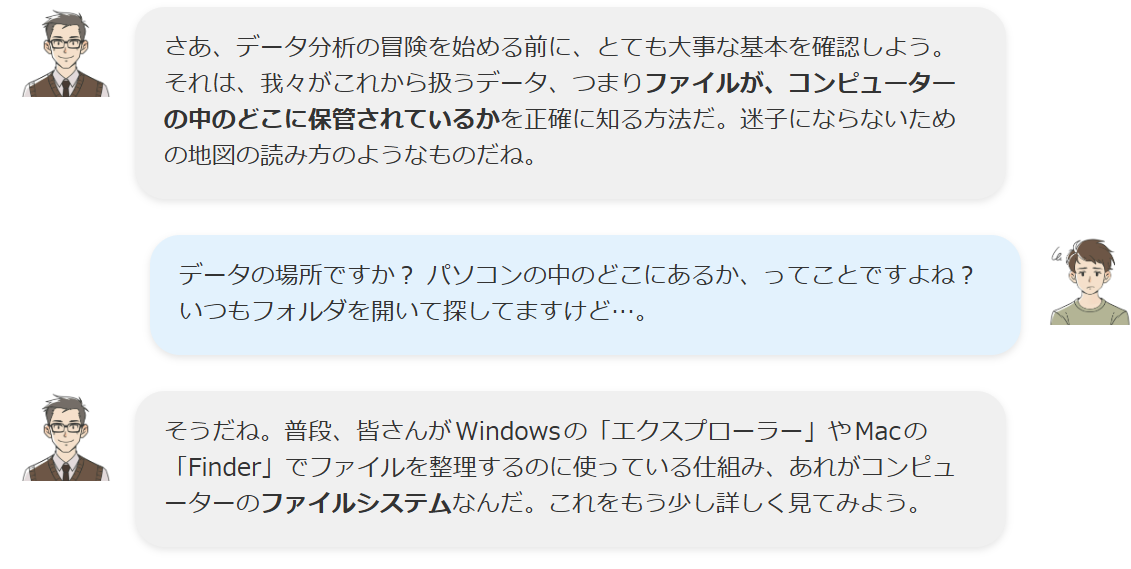 さあ、データ分析の冒険を始める前に、とても大事な基本を確認しよう。
それは、我々がこれから扱うデータ、つまりファイルが、コンピューター
の中のどこに保管されているかを正確に知る方法だ。迷子にならないため
の地図の読み方のようなものだね。
データの場所ですか？ パソコンの中のどこにあるか、ってことですよね？
いつもフォルダを開いて探してますけど…。
そうだね。普段、皆さんがWindowsの「エクスプローラー」やMacの
「Finder」でファイルを整理するのに使っている仕組み、あれがコンピュ
ーターのファイルシステムなんだ。これをもう少し詳しく見てみよう。